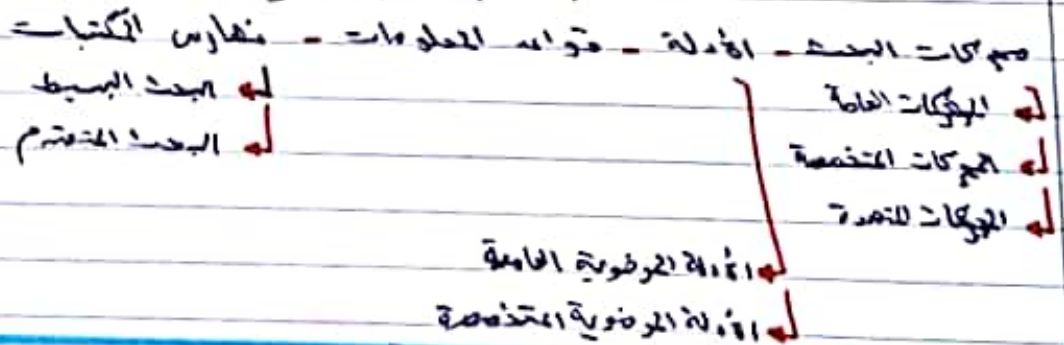 محركات البحث - الأدلة - قواعد المعلومات - فهارس المكتبات
المحركات العامة
البحث البسيط
المحركات المتخصصة
البحث المتقدم
المحركات المتعددة
الأدلة الموضوعية العامة
الأدلة الموضوعية المتخصصة